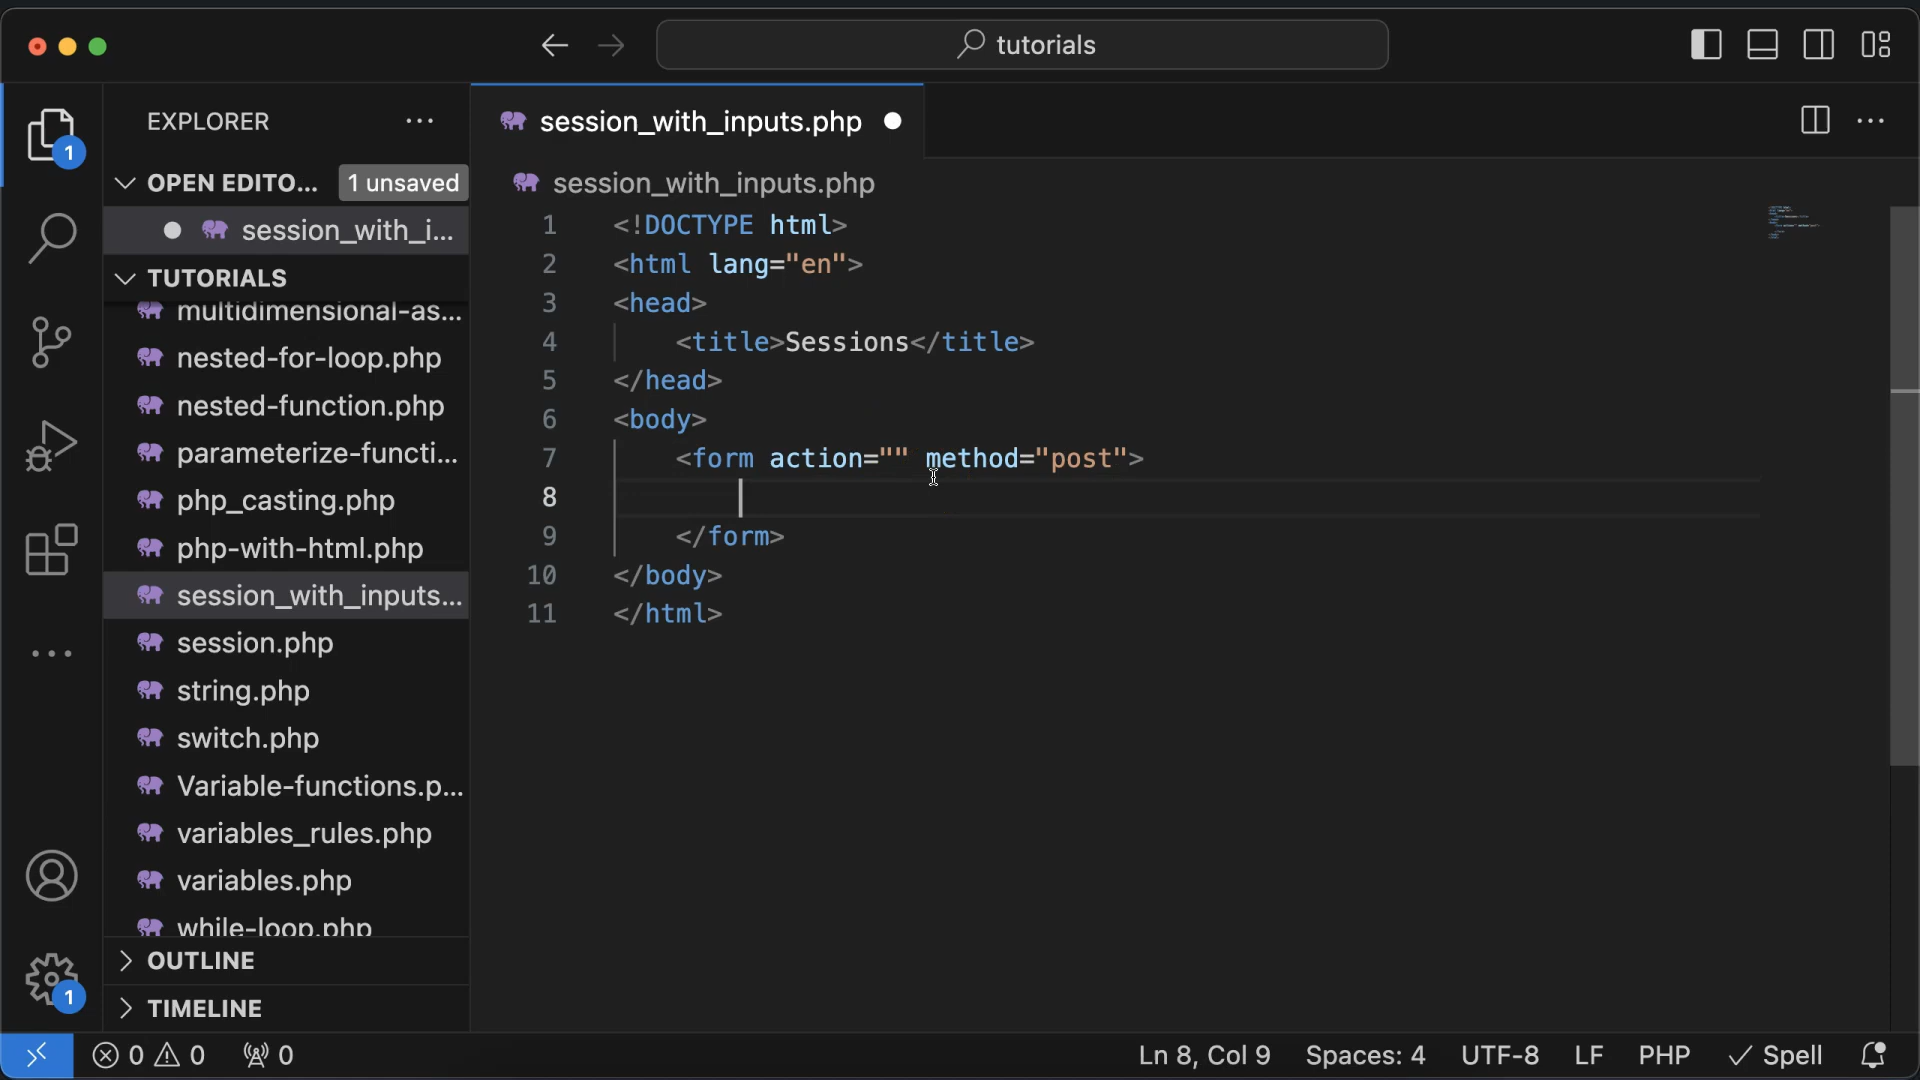 tutorials
EXPLORER
OPEN EDITO... 1 unsaved
session_with_i...
TUTORIALS
multidimensional-as...
nested-for-loop.php
nested-function.php
parameterize-functi...
php_casting.php
php-with-html.php
session_with_inputs...
session.php
string.php
switch.php
Variable-functions.p...
variables_rules.php
variables.php
while-loop.php
OUTLINE
TIMELINE
1
1
session_with_inputs.php
session_with_inputs.php
1 <!DOCTYPE html>
2 <html lang="en">
3 <head>
4 <title>Sessions</title>
5 </head>
6 <body>
7 <form action="" method="post">
8
9 </form>
10 </body>
11 </html>
0 0 0 Ln 8, Col 9 Spaces: 4 UTF-8 LF PHP Spell